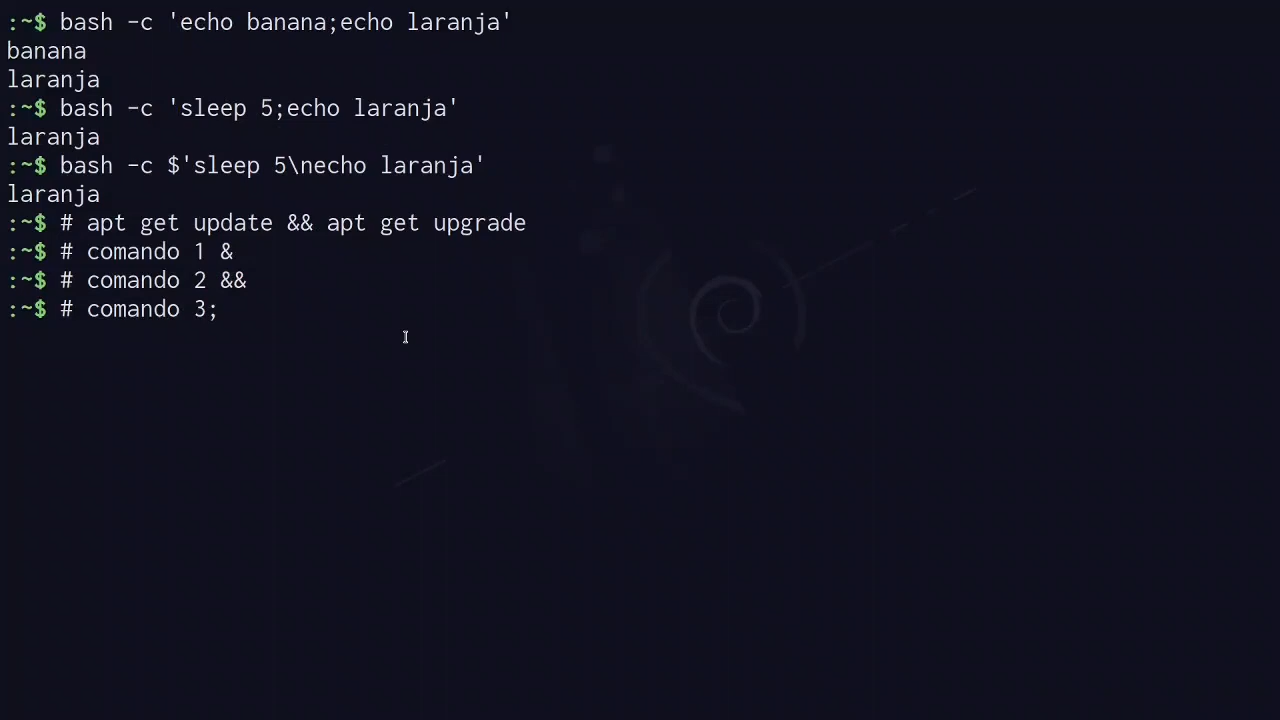 :~$ bash -c 'echo banana;echo laranja'
banana
laranja
:~$ bash -c 'sleep 5;echo laranja'
laranja
:~$ bash -c $'sleep 5\necho laranja'
laranja
:~$ # apt get update && apt get upgrade
:~$ # comando 1 &
:~$ # comando 2 &&
:~$ # comando 3;